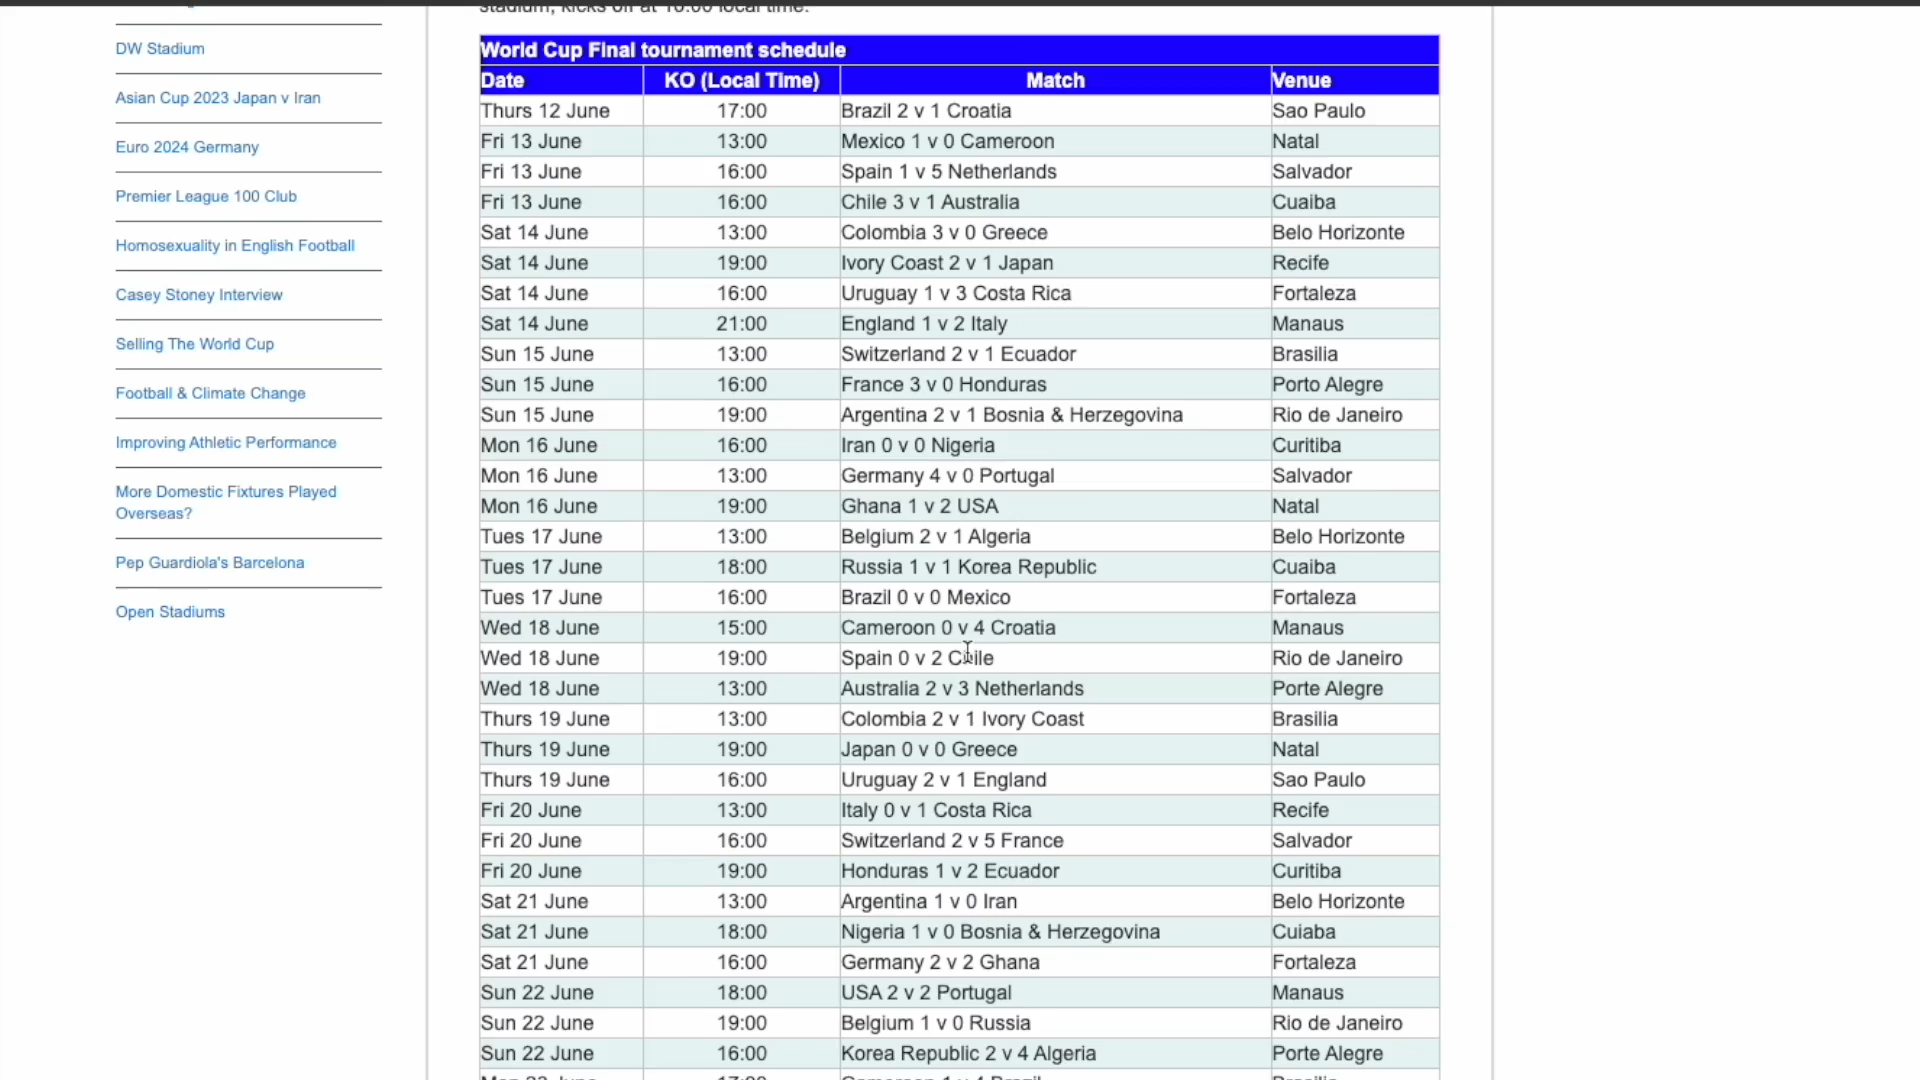 stadium, kicks off at 16:00 local time.
DW Stadium
Asian Cup 2023 Japan v Iran
Euro 2024 Germany
Premier League 100 Club
Homosexuality in English Football
Casey Stoney Interview
Selling The World Cup
Football & Climate Change
Improving Athletic Performance
More Domestic Fixtures Played
Overseas?
Pep Guardiola's Barcelona
Open Stadiums
World Cup Final tournament schedule
Date KO (Local Time) Match Venue
Thurs 12 June 17:00 Brazil 2 v 1 Croatia Sao Paulo
Fri 13 June 13:00 Mexico 1 v 0 Cameroon Natal
Fri 13 June 16:00 Spain 1 v 5 Netherlands Salvador
Fri 13 June 16:00 Chile 3 v 1 Australia Cuaiba
Sat 14 June 13:00 Colombia 3 v 0 Greece Belo Horizonte
Sat 14 June 19:00 Ivory Coast 2 v 1 Japan Recife
Sat 14 June 16:00 Uruguay 1 v 3 Costa Rica Fortaleza
Sat 14 June 21:00 England 1 v 2 Italy Manaus
Sun 15 June 13:00 Switzerland 2 v 1 Ecuador Brasilia
Sun 15 June 16:00 France 3 v 0 Honduras Porto Alegre
Sun 15 June 19:00 Argentina 2 v 1 Bosnia & Herzegovina Rio de Janeiro
Mon 16 June 16:00 Iran 0 v 0 Nigeria Curitiba
Mon 16 June 13:00 Germany 4 v 0 Portugal Salvador
Mon 16 June 19:00 Ghana 1 v 2 USA Natal
Tues 17 June 13:00 Belgium 2 v 1 Algeria Belo Horizonte
Tues 17 June 18:00 Russia 1 v 1 Korea Republic Cuaiba
Tues 17 June 16:00 Brazil 0 v 0 Mexico Fortaleza
Wed 18 June 15:00 Cameroon 0 v 4 Croatia Manaus
Wed 18 June 19:00 Spain 0 v 2 Chile Rio de Janeiro
Wed 18 June 13:00 Australia 2 v 3 Netherlands Porte Alegre
Thurs 19 June 13:00 Colombia 2 v 1 Ivory Coast Brasilia
Thurs 19 June 19:00 Japan 0 v 0 Greece Natal
Thurs 19 June 16:00 Uruguay 2 v 1 England Sao Paulo
Fri 20 June 13:00 Italy 0 v 1 Costa Rica Recife
Fri 20 June 16:00 Switzerland 2 v 5 France Salvador
Fri 20 June 19:00 Honduras 1 v 2 Ecuador Curitiba
Sat 21 June 13:00 Argentina 1 v 0 Iran Belo Horizonte
Sat 21 June 18:00 Nigeria 1 v 0 Bosnia & Herzegovina Cuiaba
Sat 21 June 16:00 Germany 2 v 2 Ghana Fortaleza
Sun 22 June 18:00 USA 2 v 2 Portugal Manaus
Sun 22 June 19:00 Belgium 1 v 0 Russia Rio de Janeiro
Sun 22 June 16:00 Korea Republic 2 v 4 Algeria Porte Alegre